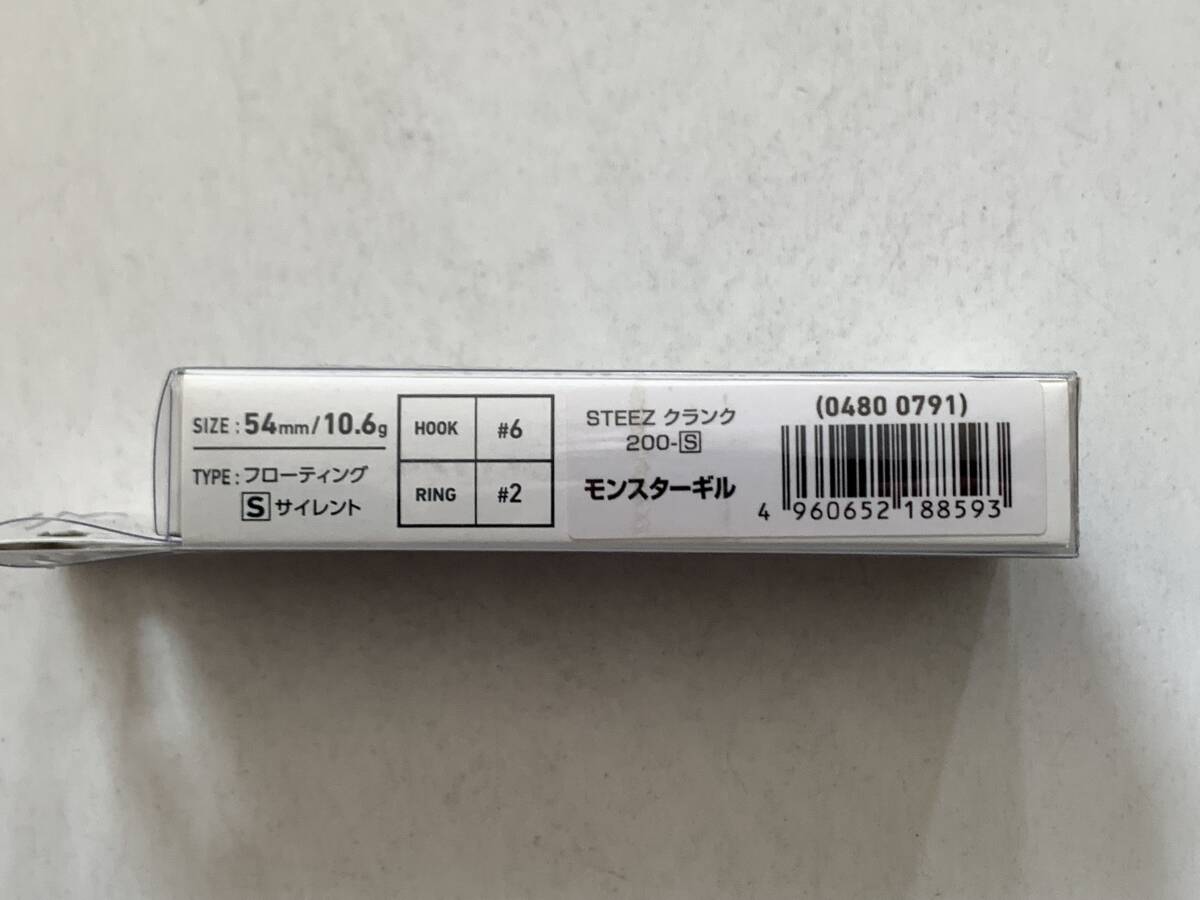 SIZE : 54mm/10.6g
TYPE : フローティング
S サイレント
HOOK #6
RING #2
STEEZ クランク
200-S
モンスターギル
(0480 0791)
4 960652 188593